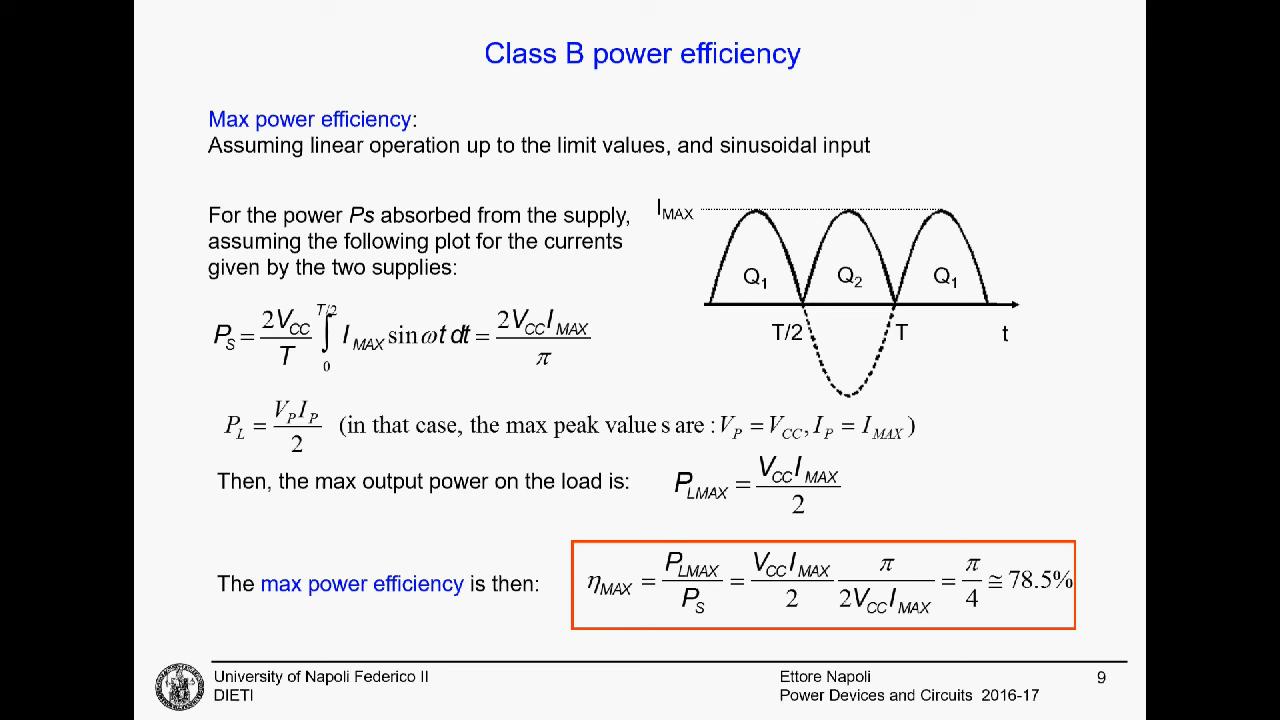 Class B power efficiency
Max power efficiency:
Assuming linear operation up to the limit values, and sinusoidal input
For the power Ps absorbed from the supply,
assuming the following plot for the currents
given by the two supplies:
I_MAX
Q₁ Q₂ Q₁
T/2 T t
P_S = 2V_CC/T ∫₀^{T/2} I_MAX sin ωt dt = 2V_CC I_MAX/π
P_L = V_P I_P/2 (in that case, the max peak value s are : V_P = V_CC, I_P = I_MAX)
Then, the max output power on the load is: P_LMAX = V_CC I_MAX/2
The max power efficiency is then: η_MAX = P_LMAX/P_S = V_CC I_MAX/2 π/2V_CC I_MAX = π/4 ≅ 78.5%
University of Napoli Federico II
DIETI
Ettore Napoli
Power Devices and Circuits 2016-17
9